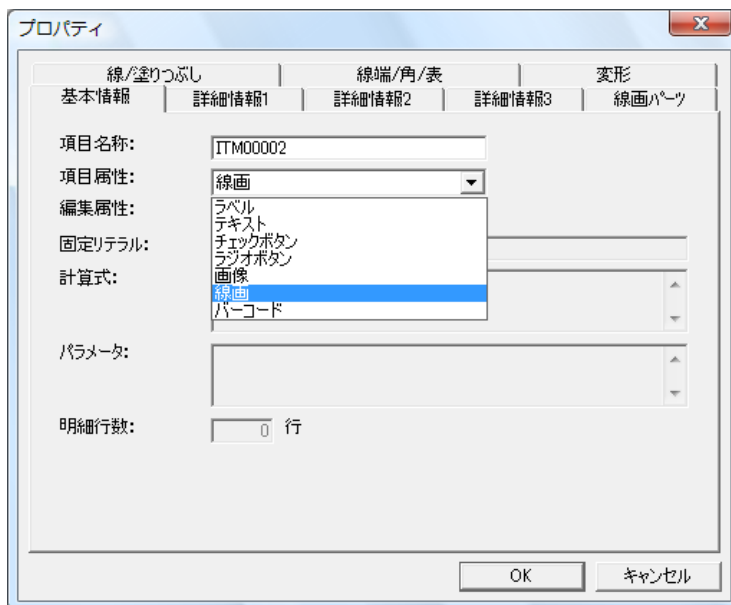 プロパティ
線/塗りつぶし 線端/角/表 変形
基本情報 詳細情報1 詳細情報2 詳細情報3 線画パーツ
項目名称: ITM00002
項目属性: 線画
編集属性:
ラベル
テキスト
チェックボタン
ラジオボタン
画像
線画
バーコード
固定リテラル:
計算式:
パラメータ:
明細行数: 0 行
OK キャンセル